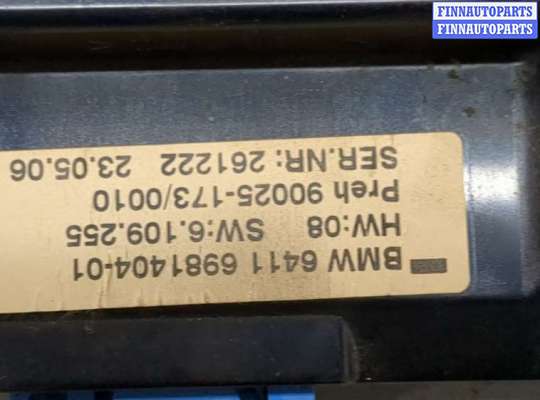 FINNAUTOPARTS
FINNAUTOPARTS
BMW 6411 6981404-01
HW:08 SW:6.109.255
Preh 90025-173/0010
SER.NR: 261222 23.05.06